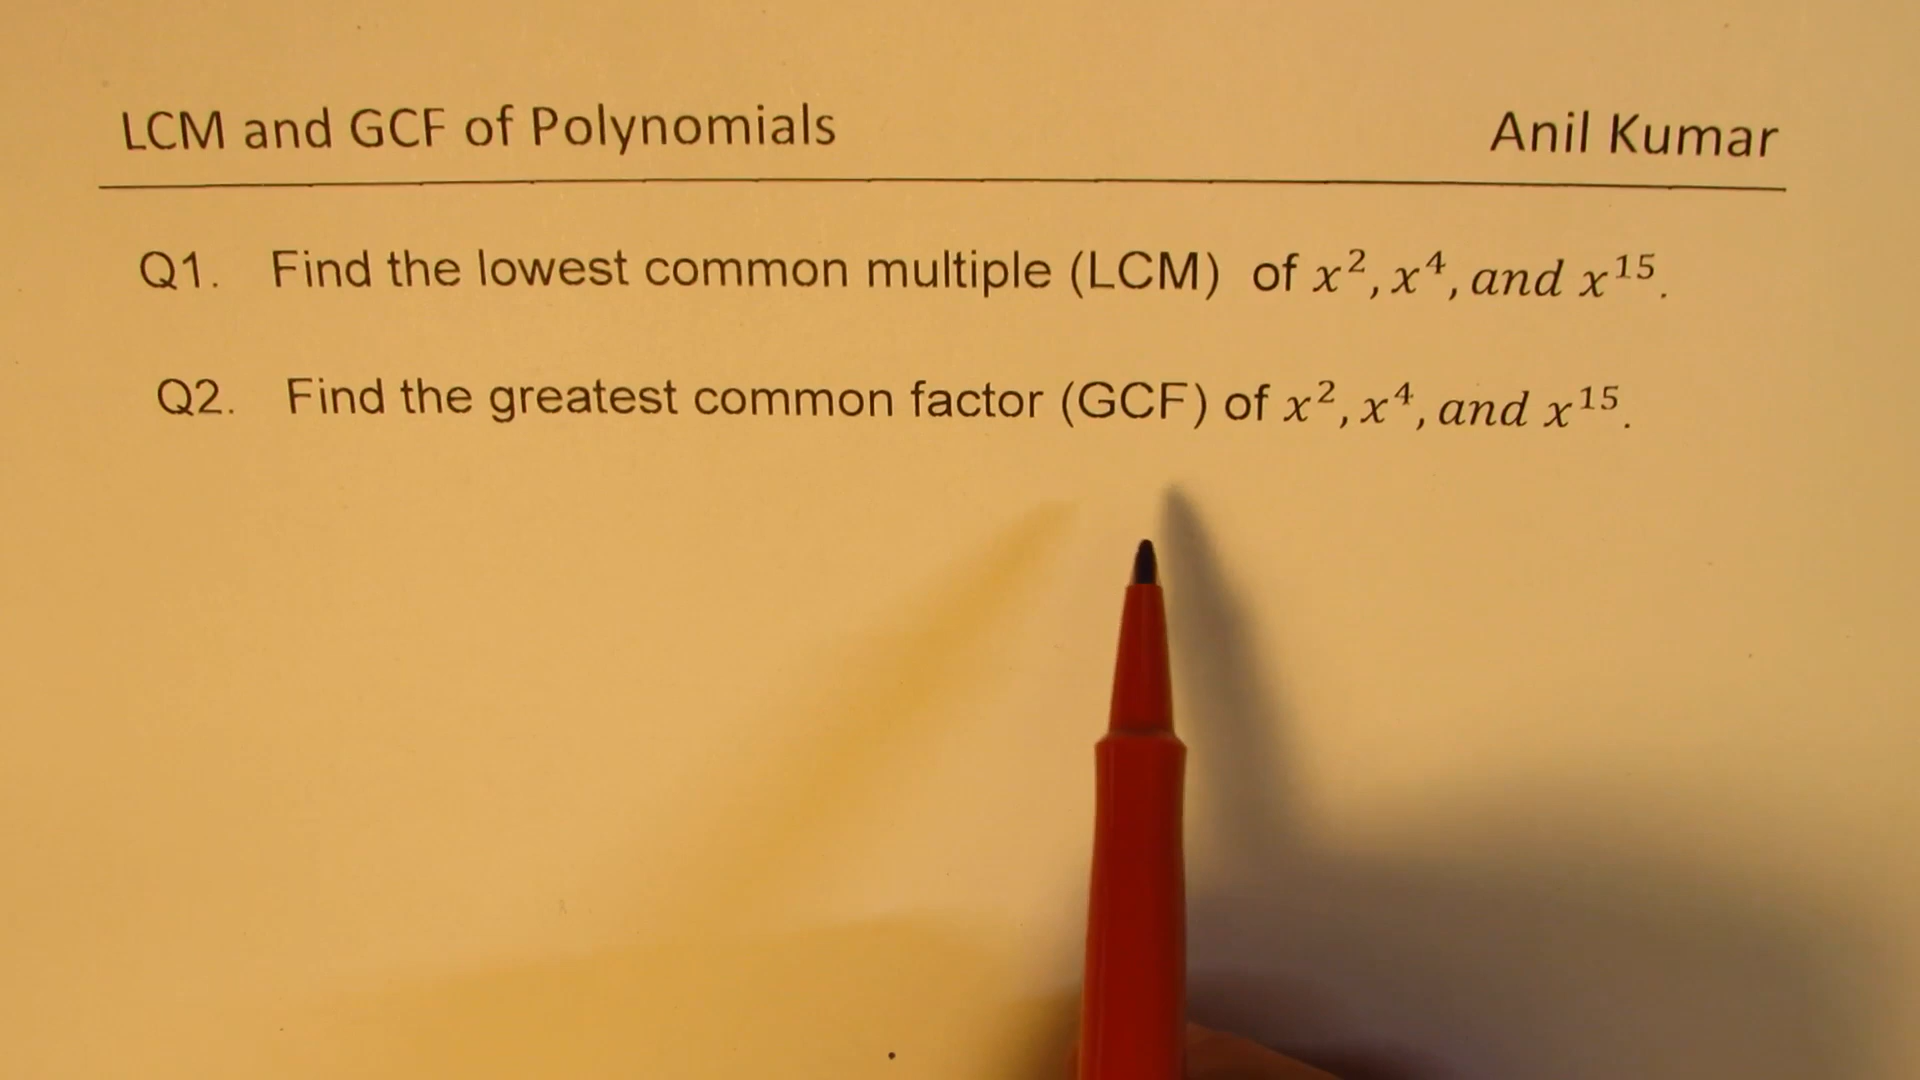 LCM and GCF of Polynomials Anil Kumar
Q1. Find the lowest common multiple (LCM) of x², x⁴, and x¹⁵.
Q2. Find the greatest common factor (GCF) of x², x⁴, and x¹⁵.